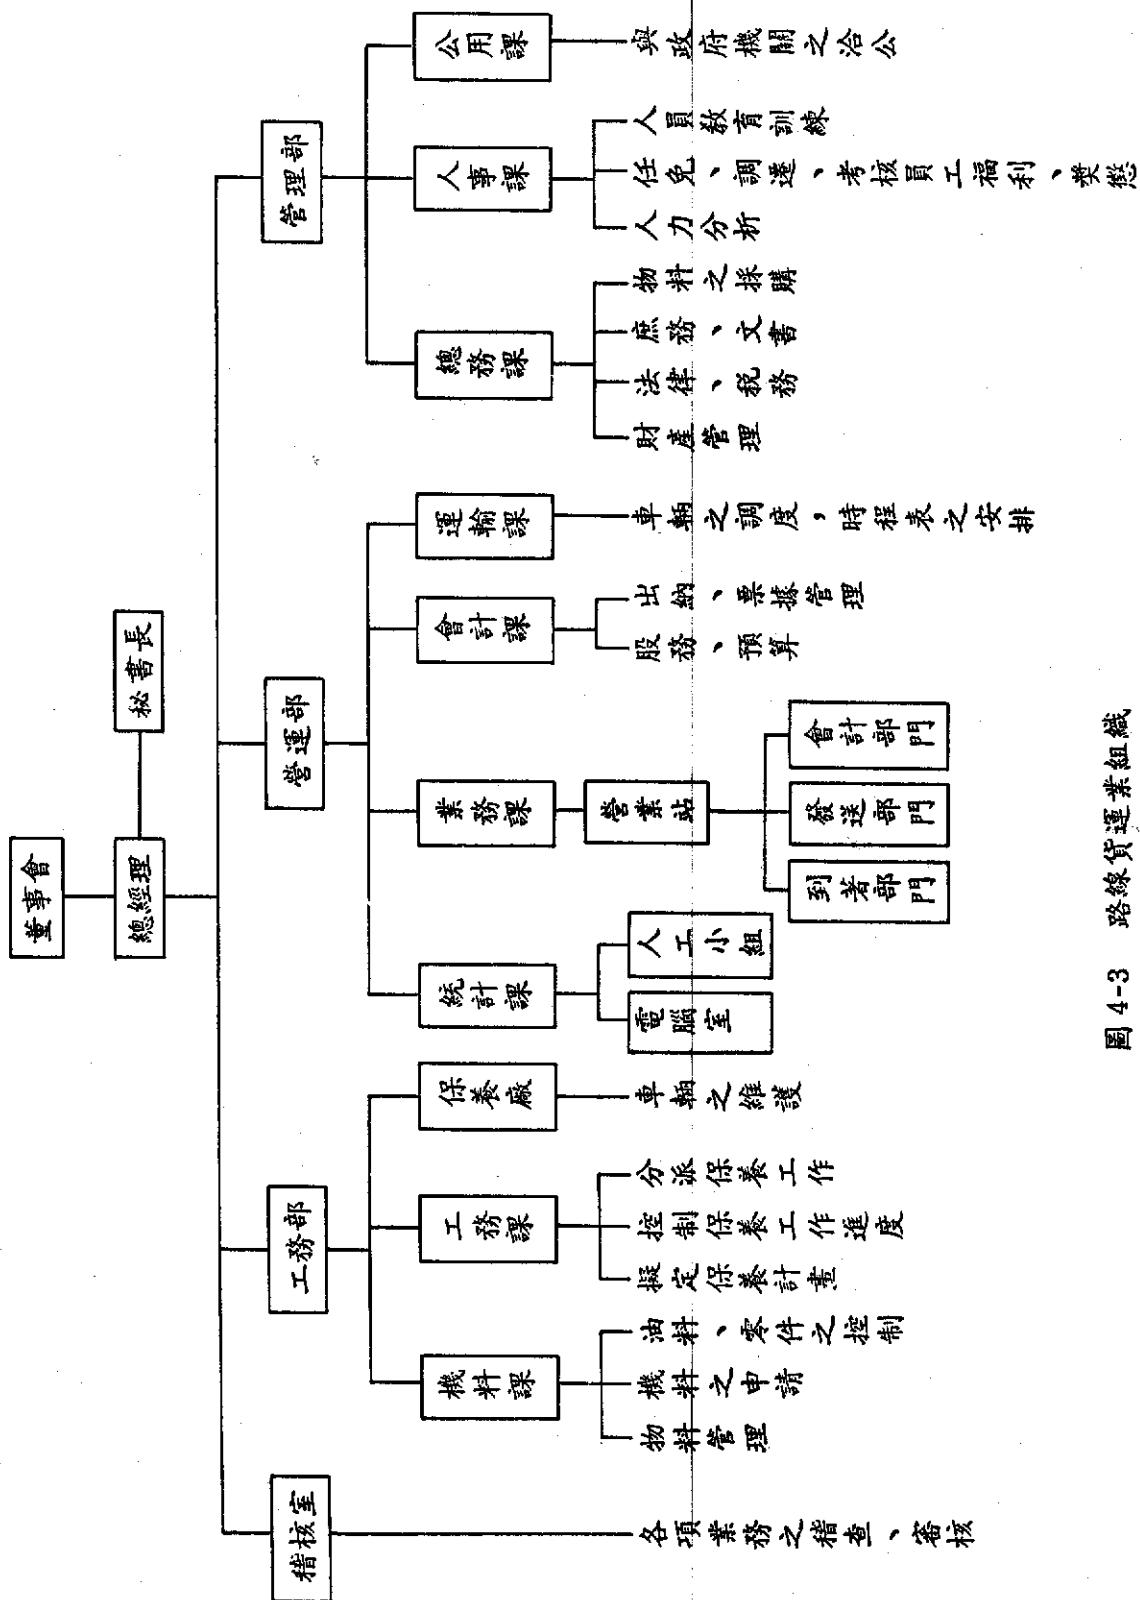 董事會
總經理
秘書長
稽核室
工務部
營運部
管理部
機料課
工務課
保養廠
統計課
業務課
會計課
運輸課
總務課
人事課
公用課
各項業務之稽查、審核
物料管理
機料之申請
油料、零件之控制
擬定保養計畫
控制保養工作進度
分派保養工作
車輛之維護
電腦室
人工小組
營業站
到著部門
發送部門
會計部門
股務、預算
出納、票據管理
車輛之調度,時程表之安排
財產管理
法律、稅務
庶務、文書
物料之採購
人力分析
任免、調遷、考核員工福利、獎懲
人員教育訓練
與政府機關之洽公
圖 4-3 路線貨運業組織